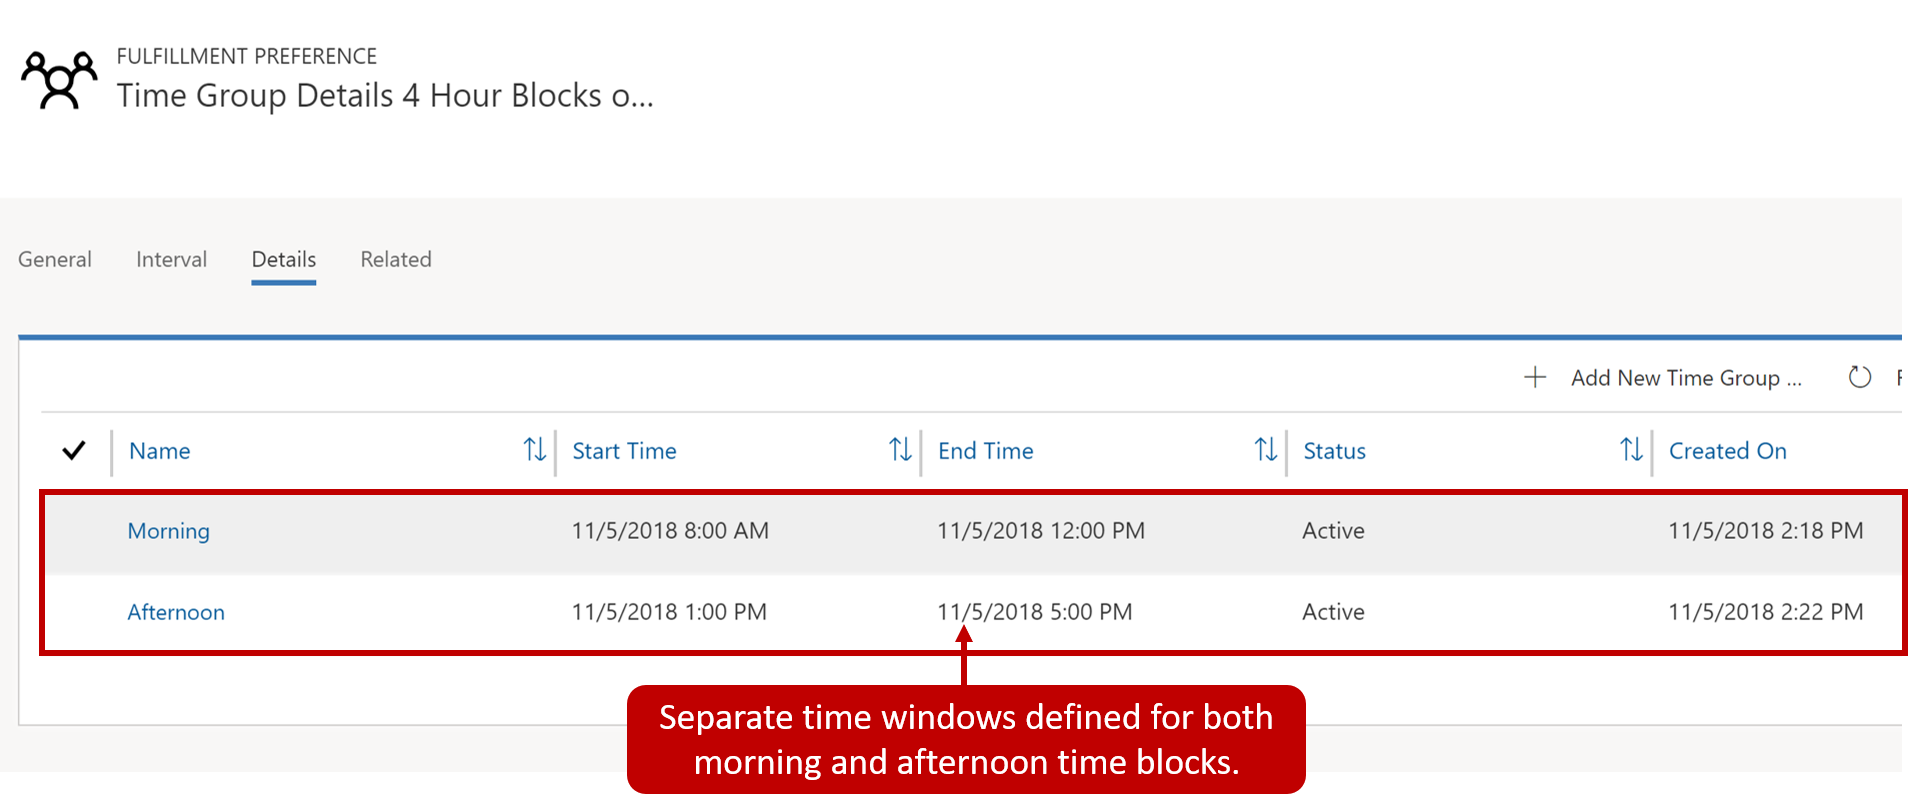 FULFILLMENT PREFERENCE
Time Group Details 4 Hour Blocks o...
General Interval Details Related
Add New Time Group ...
Name Start Time End Time Status Created On
Morning 11/5/2018 8:00 AM 11/5/2018 12:00 PM Active 11/5/2018 2:18 PM
Afternoon 11/5/2018 1:00 PM 11/5/2018 5:00 PM Active 11/5/2018 2:22 PM
Separate time windows defined for both
morning and afternoon time blocks.